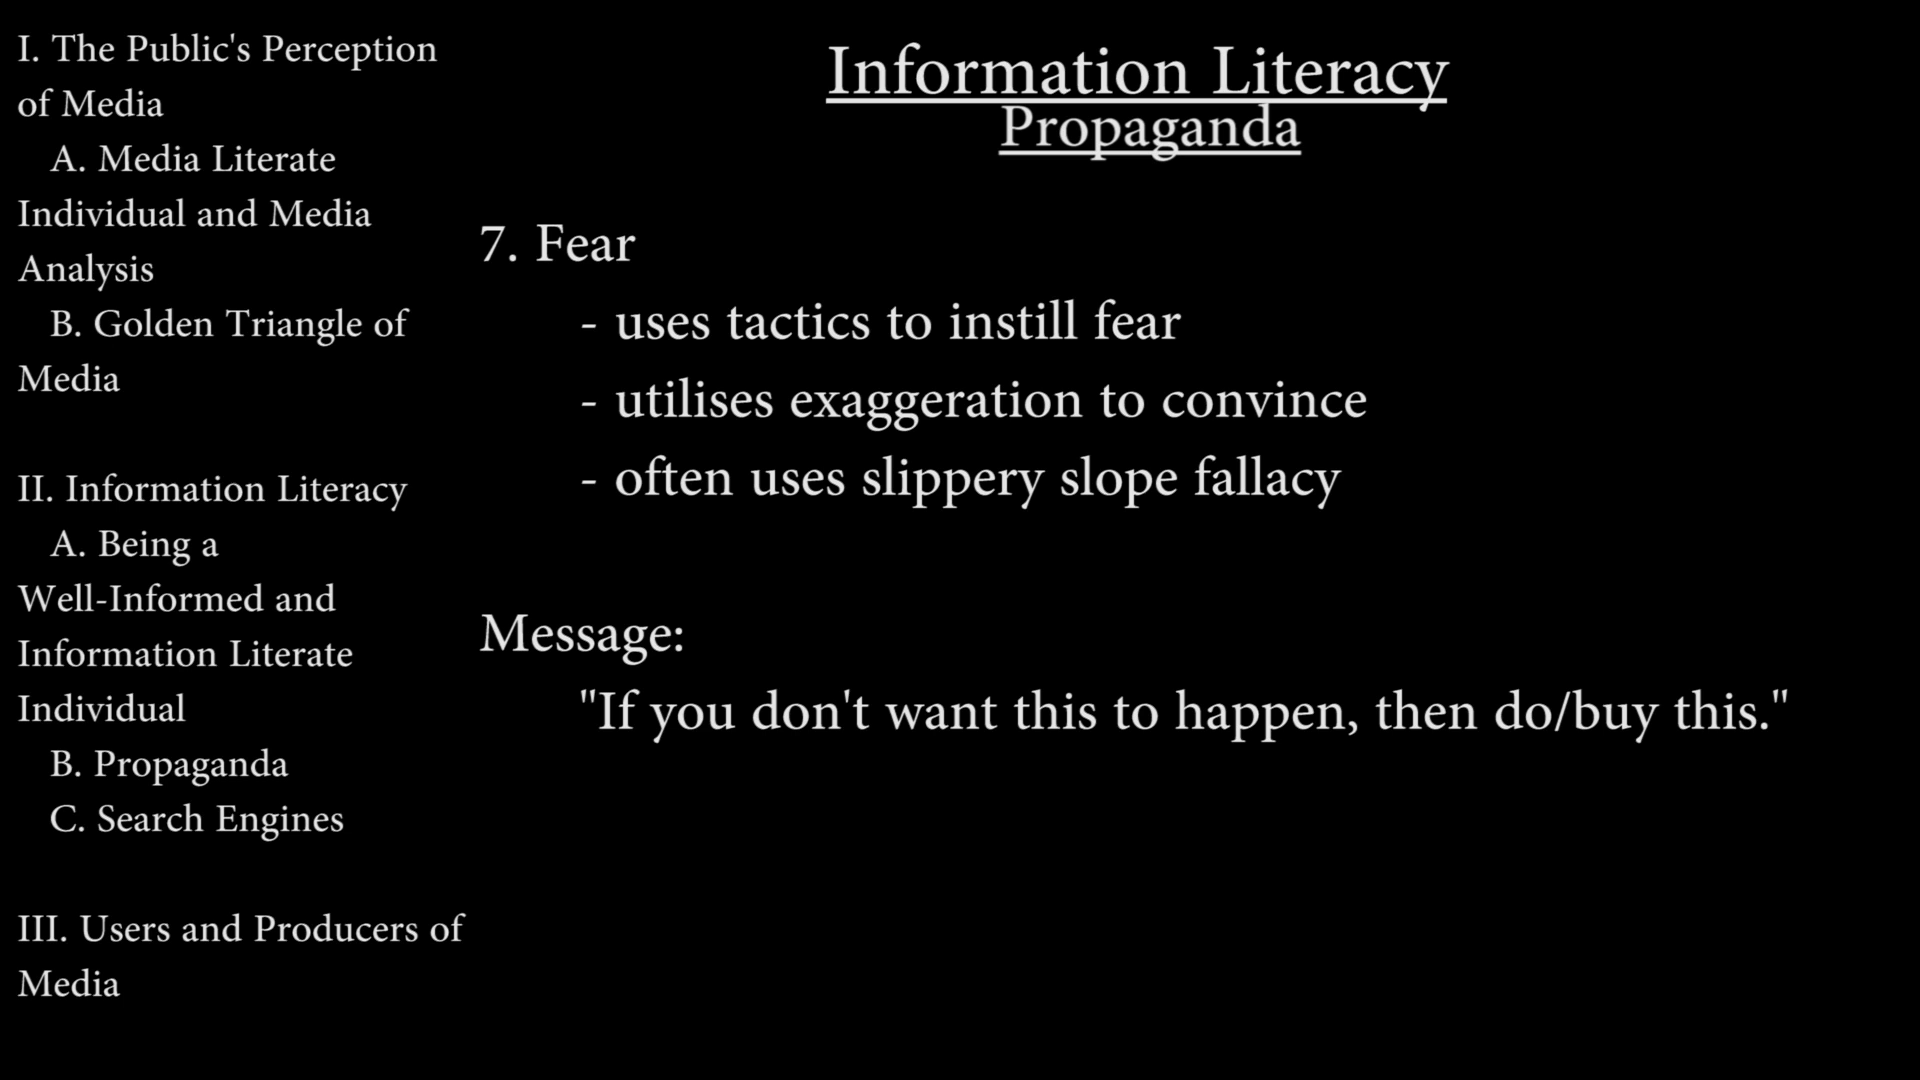 I. The Public's Perception
of Media
A. Media Literate
Individual and Media
Analysis
B. Golden Triangle of
Media
II. Information Literacy
A. Being a
Well-Informed and
Information Literate
Individual
B. Propaganda
C. Search Engines
III. Users and Producers of
Media
Information Literacy
Propaganda
7. Fear
- uses tactics to instill fear
- utilises exaggeration to convince
- often uses slippery slope fallacy
Message:
"If you don't want this to happen, then do/buy this."